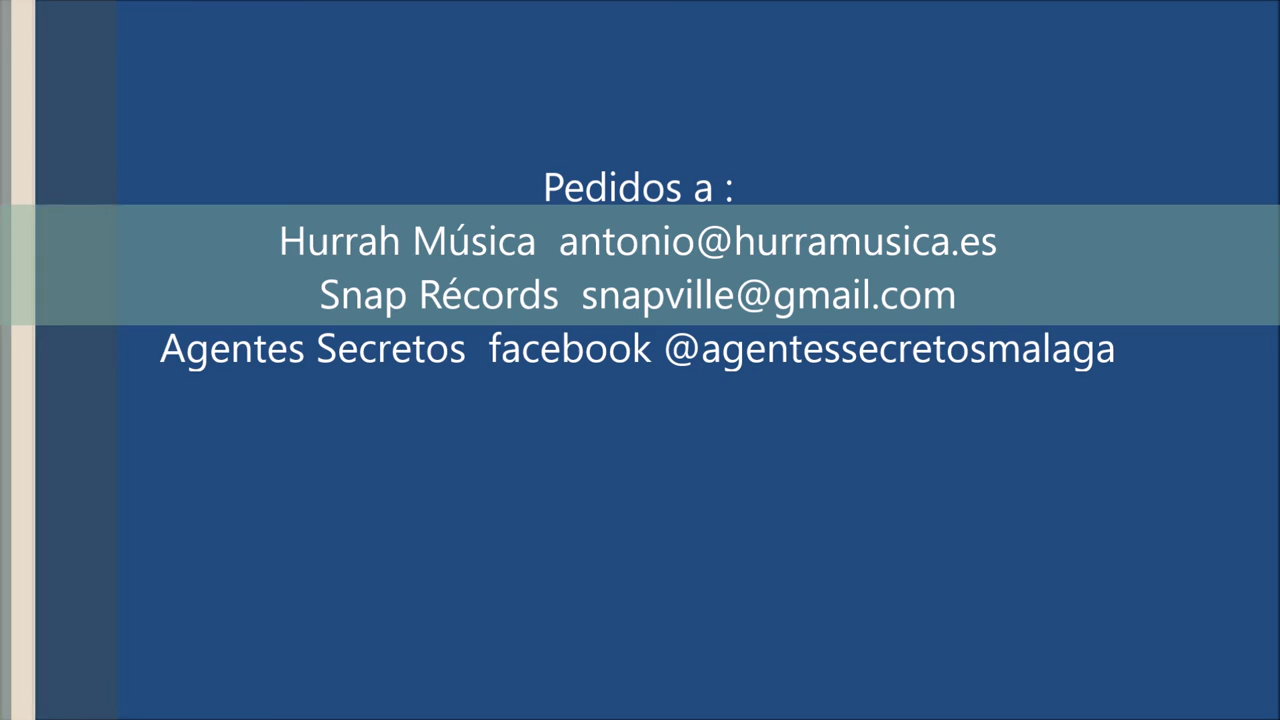 Pedidos a :
Hurrah Música  antonio@hurramusica.es
Snap Récords  snapville@gmail.com
Agentes Secretos  facebook @agentessecretosmalaga